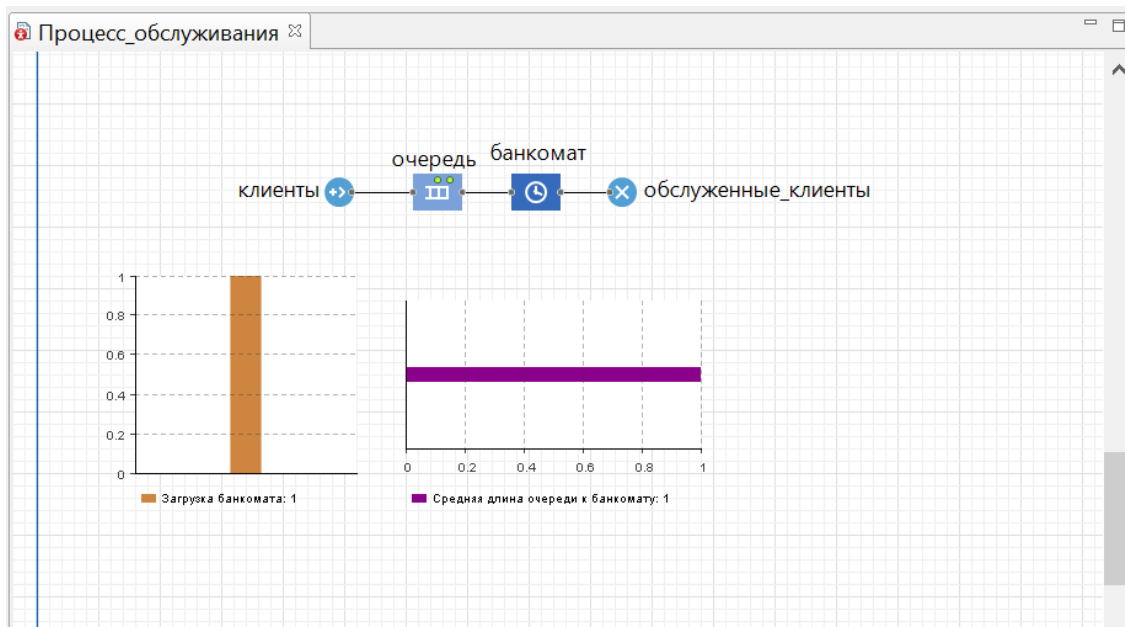 Процесс_обслуживания
очередь
банкомат
клиенты
обслуженные_клиенты
1
0.8
0.6
0.4
0.2
0
0 0.2 0.4 0.6 0.8 1
Загрузка банкомата: 1
Средняя длина очереди к банкомату: 1